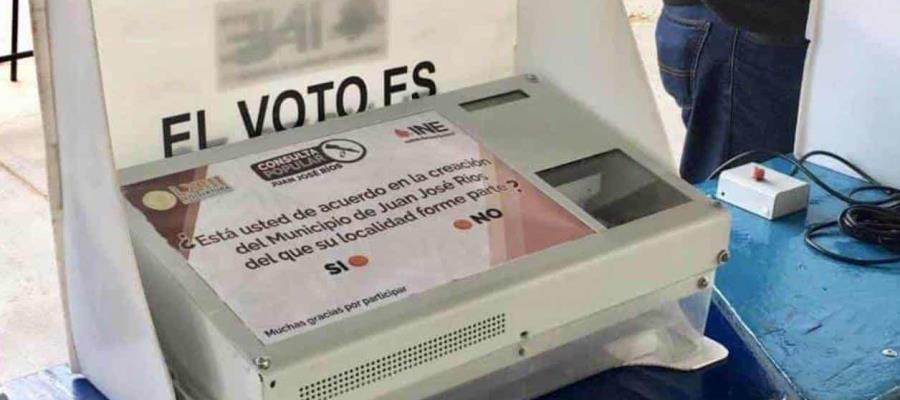 EL VOTO ES
INE
CONSULTA
POPULAR
JUAN JOSÉ RÍOS
¿Está usted de acuerdo en la creación
del Municipio de Juan José Ríos
del que su localidad forme parte?
SI
NO
Muchas gracias por participar